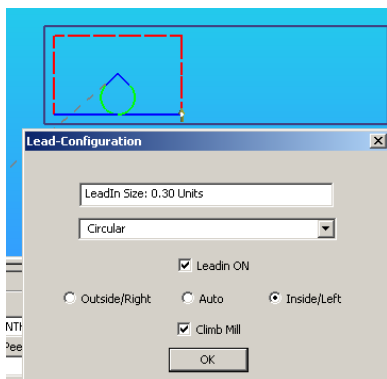 Lead-Configuration
LeadIn Size: 0.30 Units
Circular
Leadin ON
Outside/Right Auto Inside/Left
Climb Mill
OK